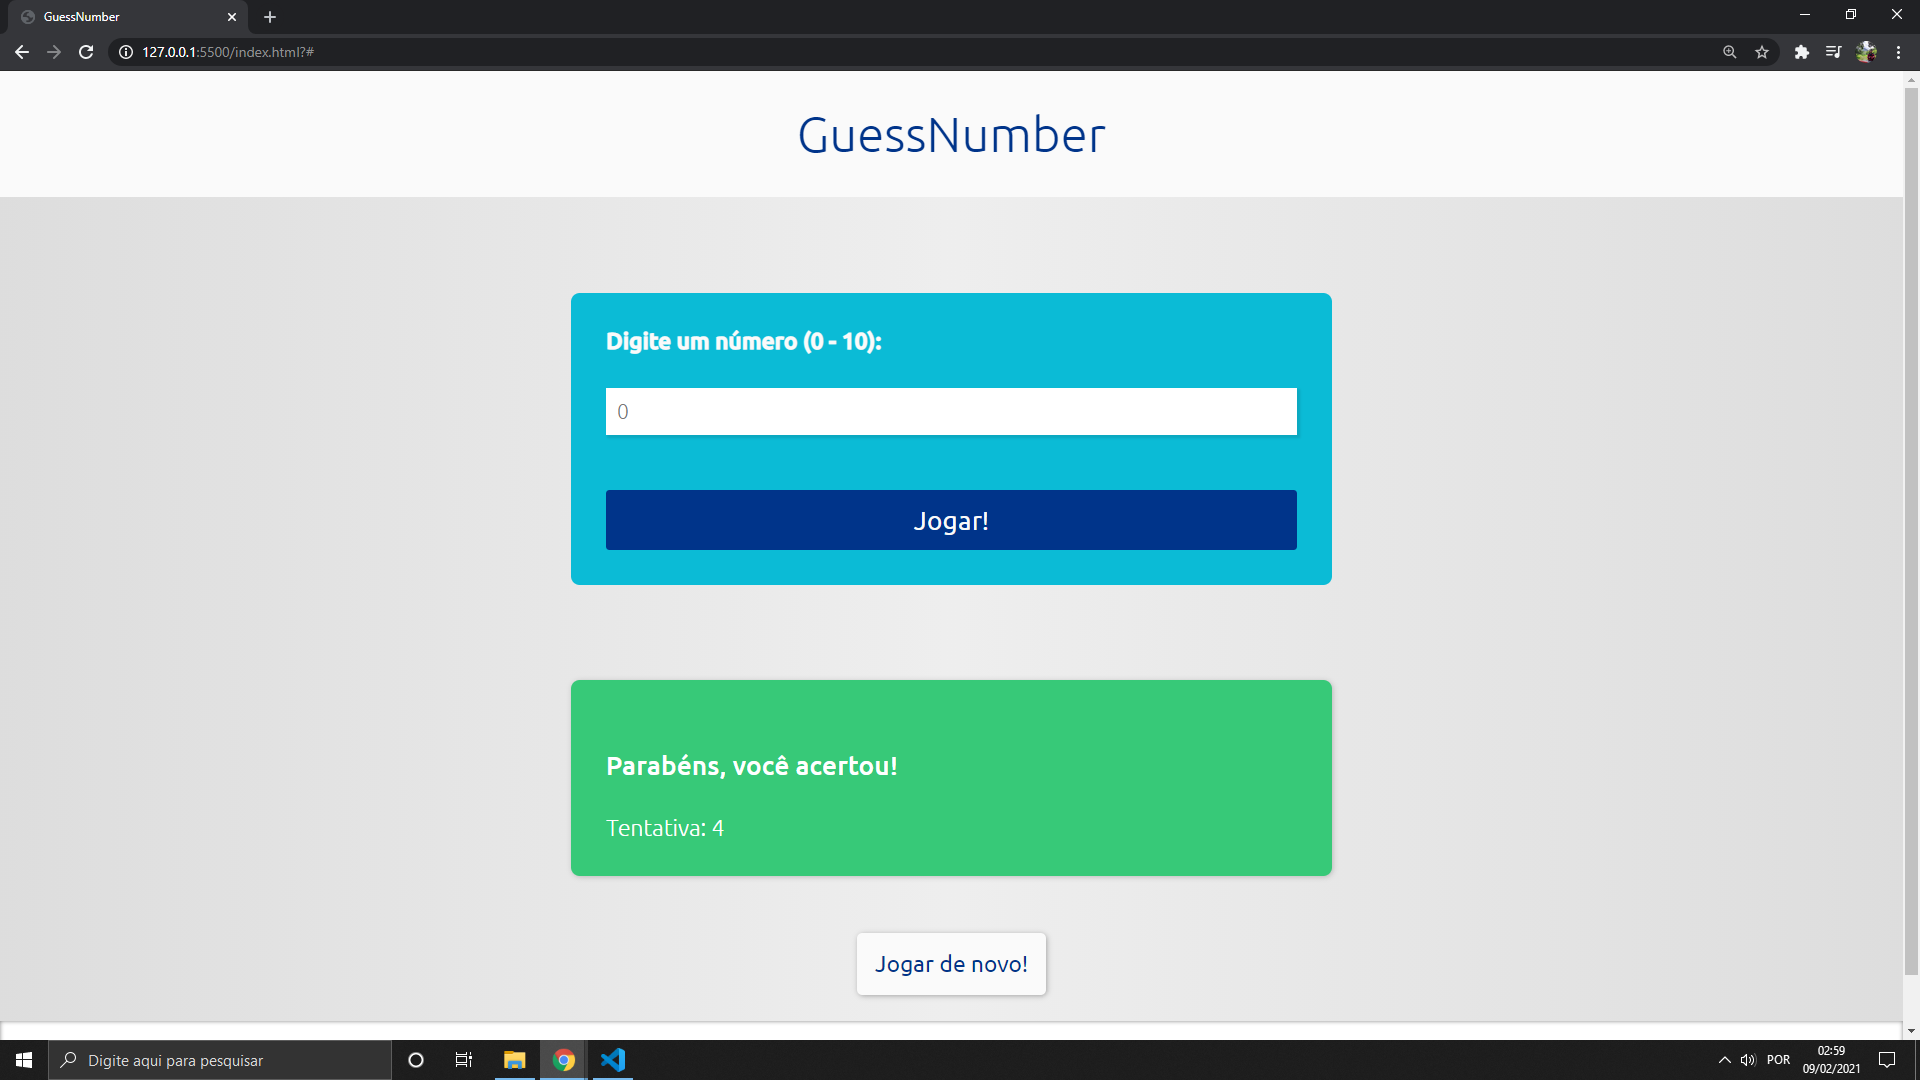 GuessNumber
127.0.0.1:5500/index.html?#
GuessNumber
Digite um número (0 - 10):
0
Jogar!
Parabéns, você acertou!
Tentativa: 4
Jogar de novo!
Digite aqui para pesquisar
POR
02:59
09/02/2021